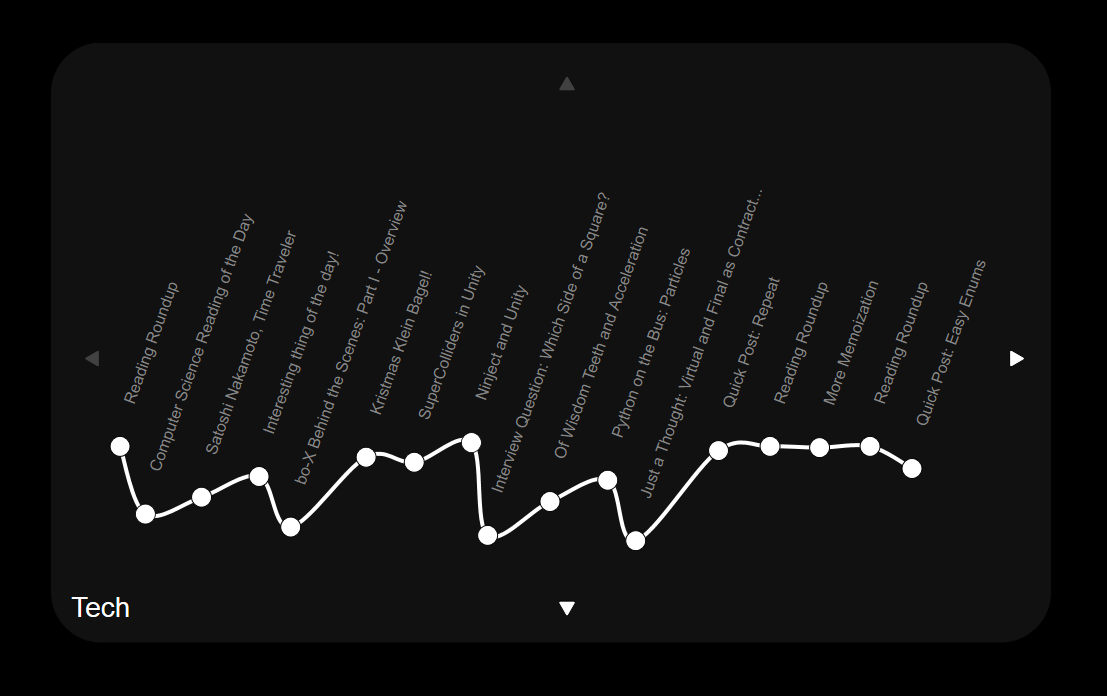 Reading Roundup
Computer Science Reading of the Day
Satoshi Nakamoto, Time Traveler
Interesting thing of the day!
bo-X Behind the Scenes: Part I - Overview
Kristmas Klein Bagel!
SuperColliders in Unity
Ninject and Unity
Interview Question: Which Side of a Square?
Of Wisdom Teeth and Acceleration
Python on the Bus: Particles
Just a Thought: Virtual and Final as Contract...
Quick Post: Repeat
Reading Roundup
More Memoization
Reading Roundup
Quick Post: Easy Enums
Tech